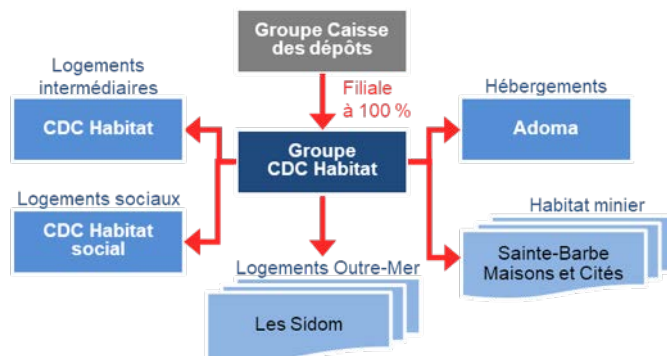 Groupe Caisse
des dépôts
Logements
intermédiaires
Filiale
à 100 %
Hébergements
CDC Habitat
Groupe
CDC Habitat
Adoma
Logements sociaux
CDC Habitat
social
Habitat minier
Sainte-Barbe
Maisons et Cités
Logements Outre-Mer
Les Sidom